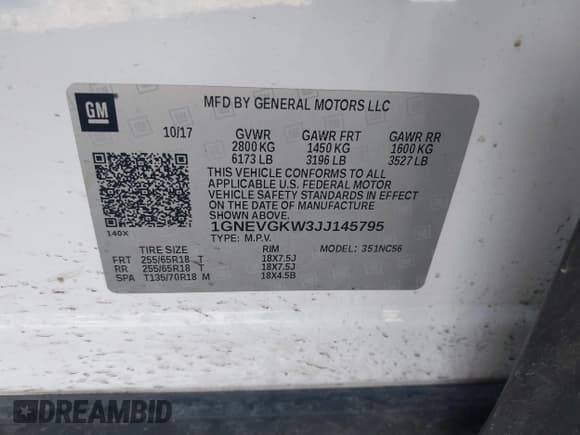 GM
MFD BY GENERAL MOTORS LLC
10/17 GVWR GAWR FRT GAWR RR
2800 KG 1450 KG 1600 KG
6173 LB 3196 LB 3527 LB
THIS VEHICLE CONFORMS TO ALL
APPLICABLE U.S. FEDERAL MOTOR
VEHICLE SAFETY STANDARDS IN EFFECT
ON THE DATE OF MANUFACTURE
SHOWN ABOVE.
1GNEVGKW3JJ145795
TYPE: M.P.V. MODEL: 351NC56
140X
TIRE SIZE RIM
FRT 255/65R18 T 18X7.5J
RR 255/65R18 T 18X7.5J
SPA T135/70R18 M 18X4.5B
DREAMBID